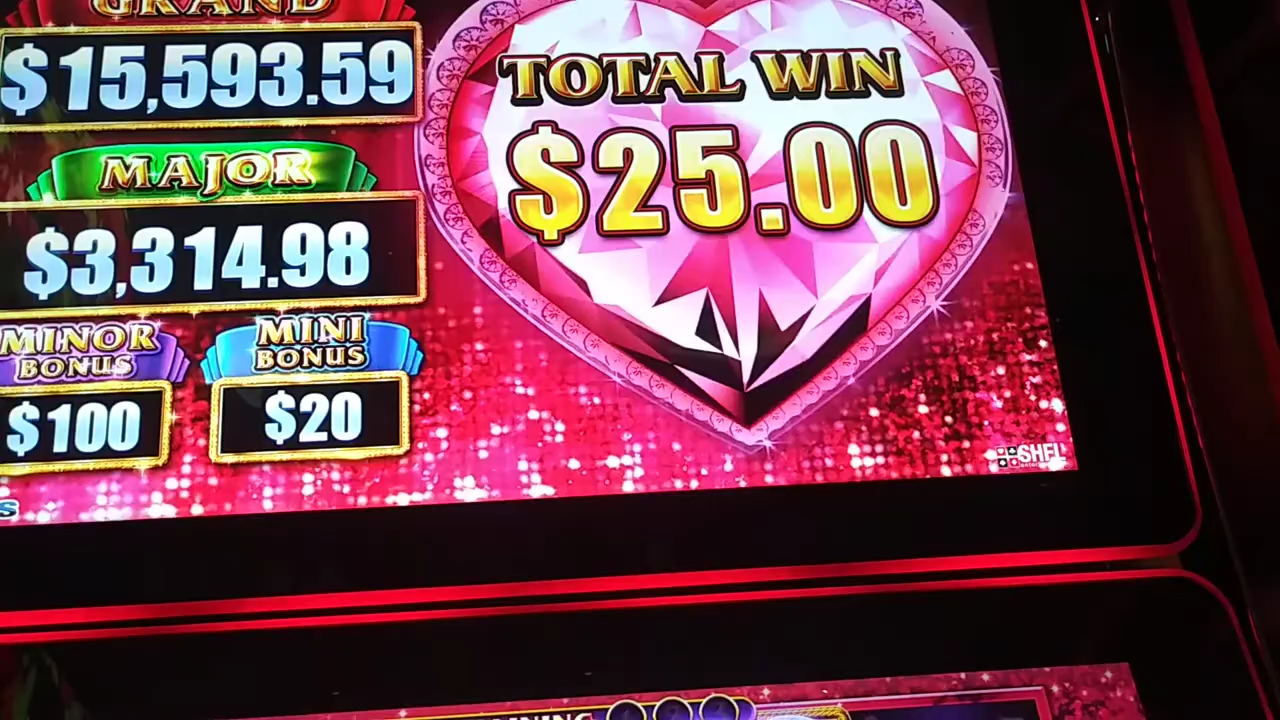 GRAND
$15,593.59
MAJOR
$3,314.98
MINOR
BONUS
$100
MINI
BONUS
$20
TOTAL WIN
$25.00
SHFL